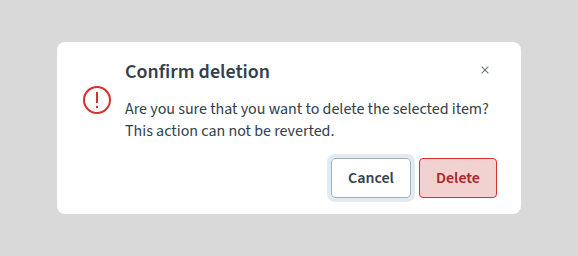 Confirm deletion
Are you sure that you want to delete the selected item?
This action can not be reverted.
Cancel
Delete